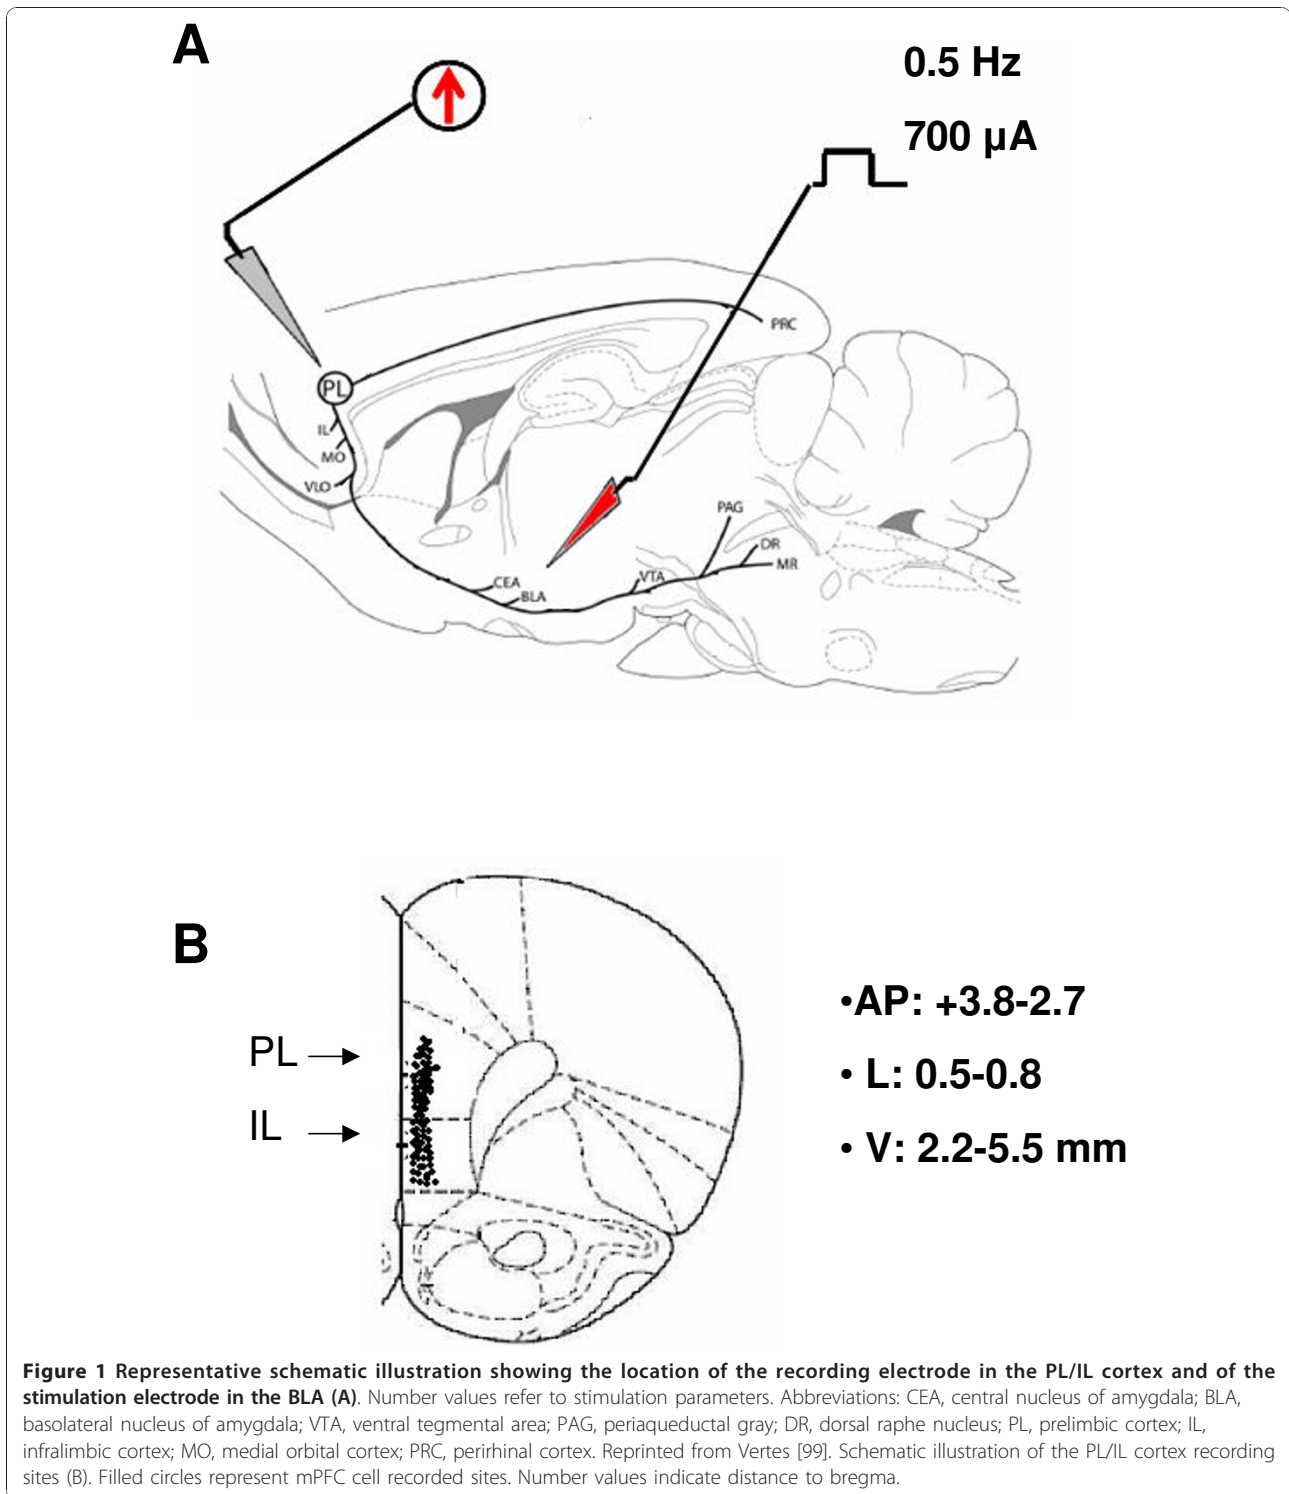 A
0.5 Hz
700 µA
PRC
PL
IL
MO
VLO
PAG
DR
MR
CEA
VTA
BLA
B
PL
IL
•AP: +3.8-2.7
• L: 0.5-0.8
• V: 2.2-5.5 mm
Figure 1 Representative schematic illustration showing the location of the recording electrode in the PL/IL cortex and of the
stimulation electrode in the BLA (A). Number values refer to stimulation parameters. Abbreviations: CEA, central nucleus of amygdala; BLA,
basolateral nucleus of amygdala; VTA, ventral tegmental area; PAG, periaqueductal gray; DR, dorsal raphe nucleus; PL, prelimbic cortex; IL,
infralimbic cortex; MO, medial orbital cortex; PRC, perirhinal cortex. Reprinted from Vertes [99]. Schematic illustration of the PL/IL cortex recording
sites (B). Filled circles represent mPFC cell recorded sites. Number values indicate distance to bregma.